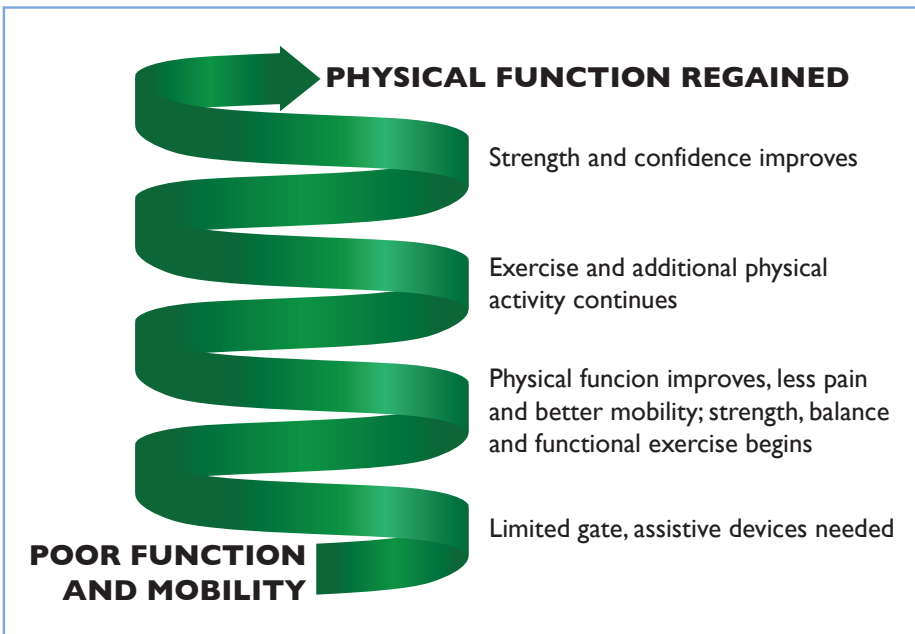 PHYSICAL FUNCTION REGAINED
Strength and confidence improves
Exercise and additional physical
activity continues
Physical funcion improves, less pain
and better mobility; strength, balance
and functional exercise begins
Limited gate, assistive devices needed
POOR FUNCTION
AND MOBILITY